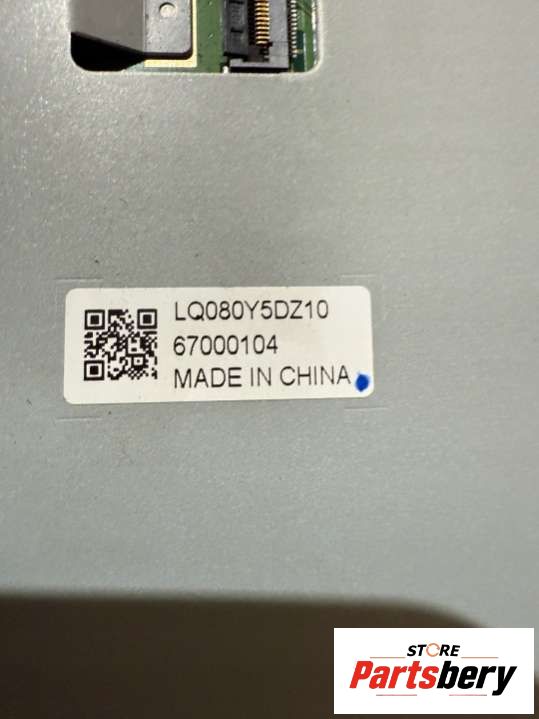 LQ080Y5DZ10
67000104
MADE IN CHINA
STORE
Partsbery